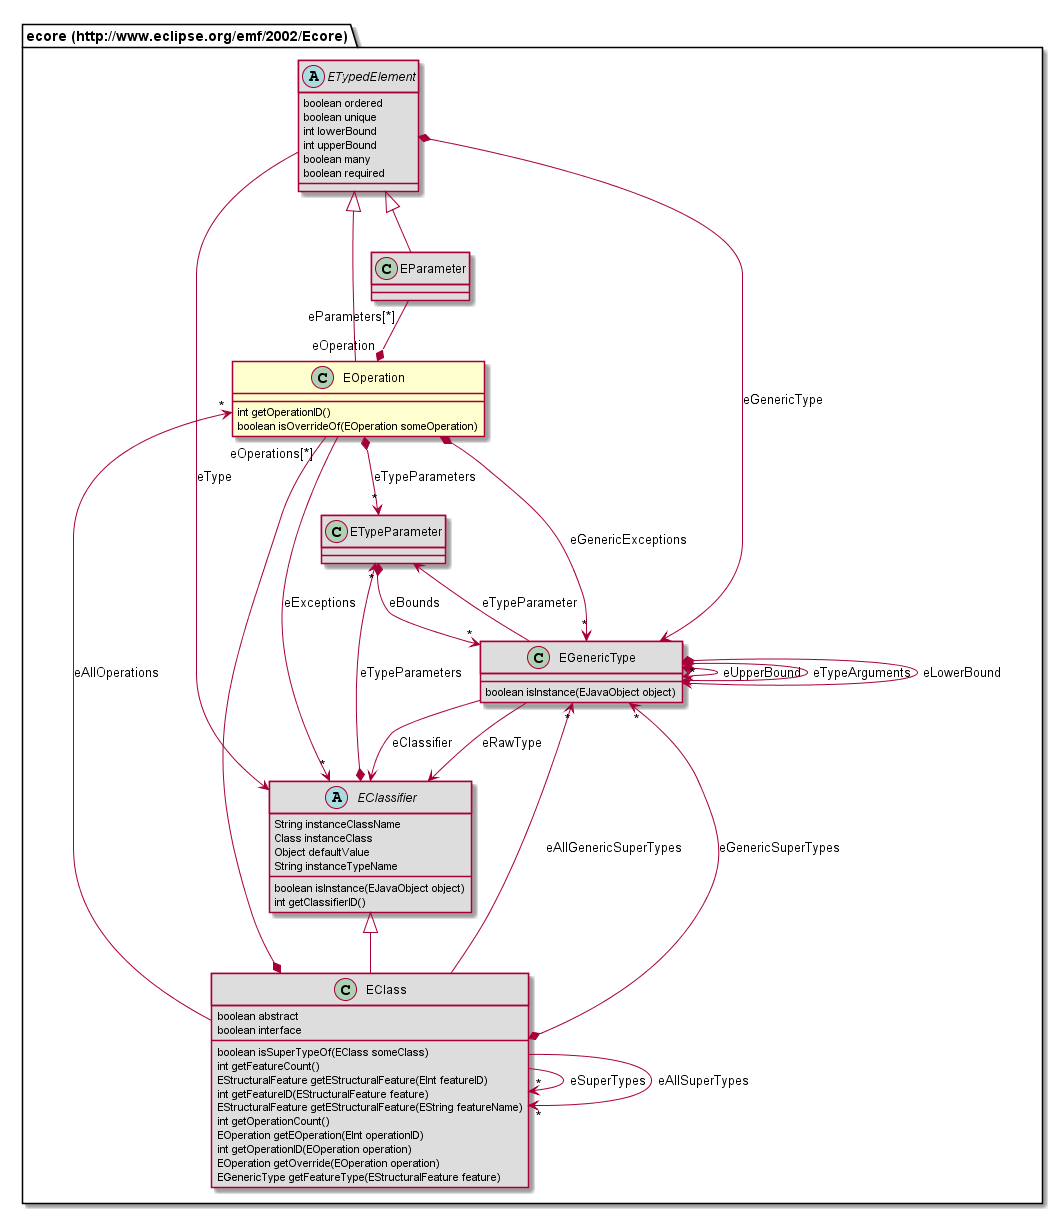 ecore (http://www.eclipse.org/emf/2002/Ecore)
A ETypedElement
boolean ordered
boolean unique
int lowerBound
int upperBound
boolean many
boolean required
C EParameter
eParameters[*]
eOperation
C EOperation
int getOperationID()
boolean isOverrideOf(EOperation someOperation)
*
eGenericType
eOperations[*]
eType
eTypeParameters
*
C ETypeParameter
eGenericExceptions
*
eExceptions
*
eBounds
*
eTypeParameter
*
C EGenericType
boolean isInstance(EJavaObject object)
eUpperBound
*
eTypeArguments
eLowerBound
eAllOperations
eTypeParameters
eClassifier
eRawType
*
*
A EClassifier
String instanceClassName
Class instanceClass
Object defaultValue
String instanceTypeName
boolean isInstance(EJavaObject object)
int getClassifierID()
eAllGenericSuperTypes
eGenericSuperTypes
C EClass
boolean abstract
boolean interface
boolean isSuperTypeOf(EClass someClass)
int getFeatureCount()
EStructuralFeature getEStructuralFeature(EInt featureID)
int getFeatureID(EStructuralFeature feature)
EStructuralFeature getEStructuralFeature(EString featureName)
int getOperationCount()
EOperation getEOperation(EInt operationID)
int getOperationID(EOperation operation)
EOperation getOverride(EOperation operation)
EGenericType getFeatureType(EStructuralFeature feature)
*
eSuperTypes
eAllSuperTypes
*